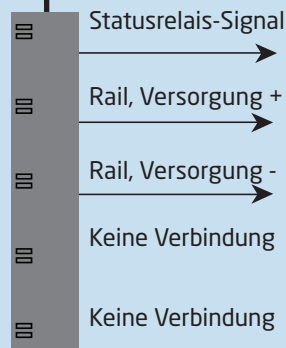 Statusrelais-Signal
Rail, Versorgung +
Rail, Versorgung -
Keine Verbindung
Keine Verbindung